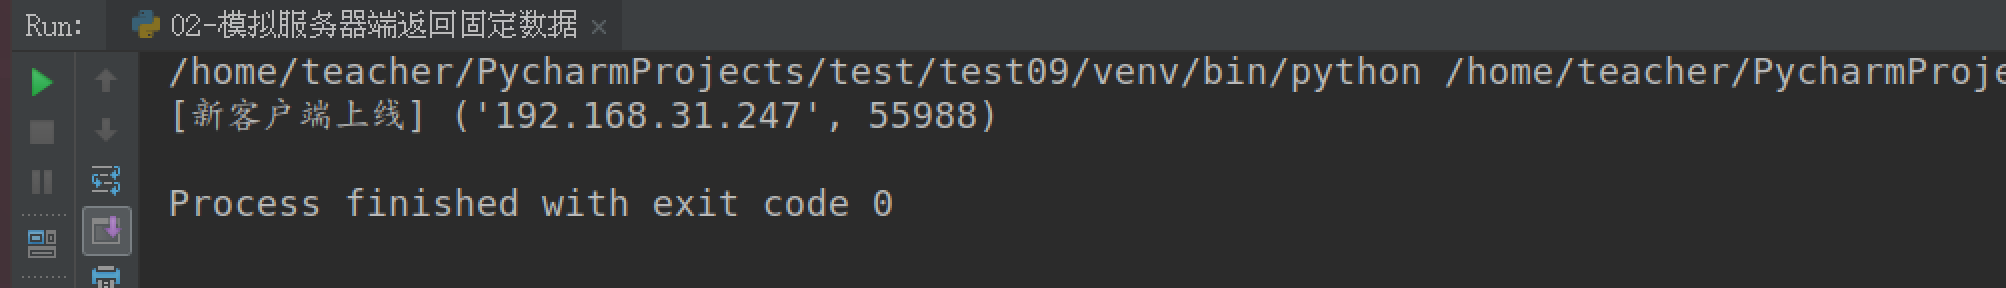 Run: 02-模拟服务器端返回固定数据
/home/teacher/PycharmProjects/test/test09/venv/bin/python /home/teacher/PycharmProje
[新客户端上线] ('192.168.31.247', 55988)
Process finished with exit code 0